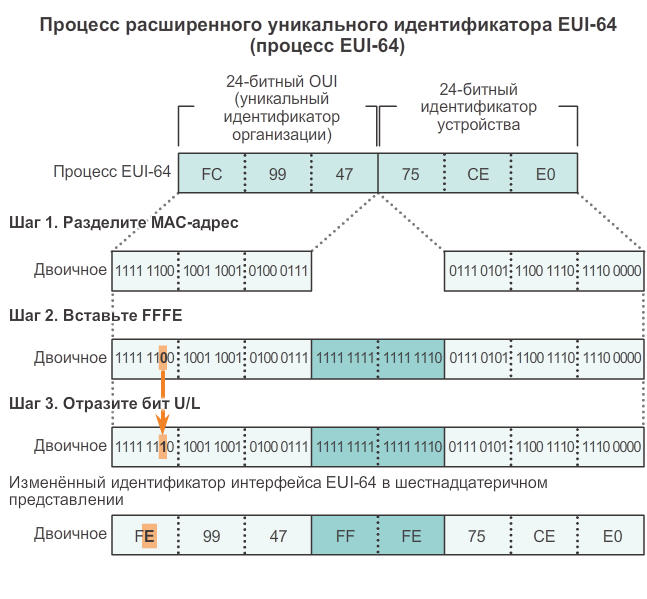 Процесс расширенного уникального идентификатора EUI-64
(процесс EUI-64)
24-битный OUI
(уникальный
идентификатор
организации)
24-битный
идентификатор
устройства
Процесс EUI-64 FC 99 47 75 CE E0
Шаг 1. Разделите MAC-адрес
Двоичное 1111 1100 1001 1001 0100 0111 0111 0101 1100 1110 1110 0000
Шаг 2. Вставьте FFFE
Двоичное 1111 1100 1001 1001 0100 0111 1111 1111 1111 1110 0111 0101 1100 1110 1110 0000
Шаг 3. Отразите бит U/L
Двоичное 1111 1110 1001 1001 0100 0111 1111 1111 1111 1110 0111 0101 1100 1110 1110 0000
Изменённый идентификатор интерфейса EUI-64 в шестнадцатеричном
представлении
Двоичное FE 99 47 FF FE 75 CE E0